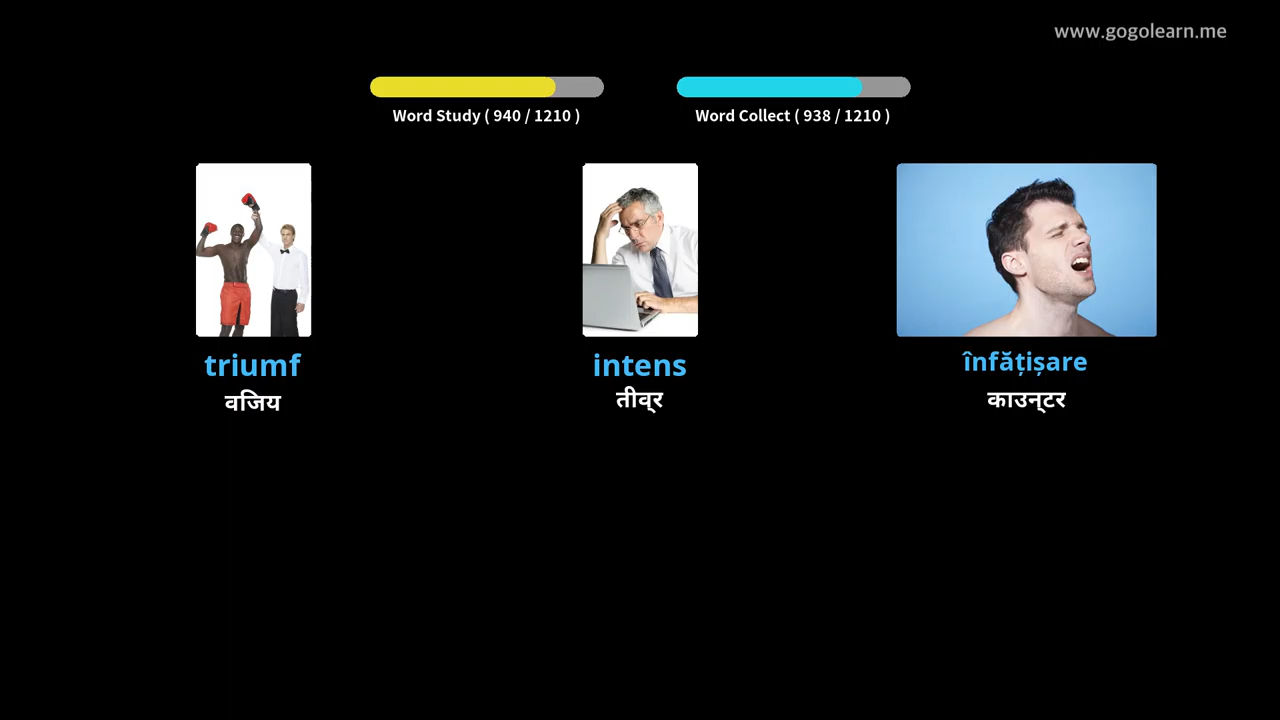 www.gogolearn.me
Word Study ( 940 / 1210 )
Word Collect ( 938 / 1210 )
triumf
intens
înfățișare
वजिय
तीव्र
काउन्टर